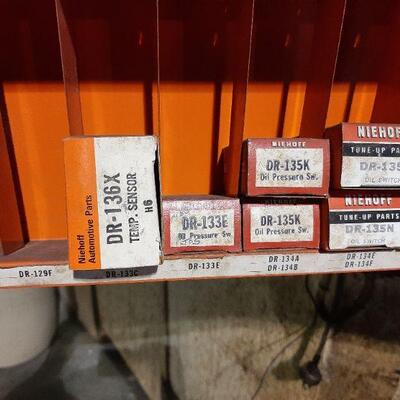 Niehoff
Automotive Parts
DR-136X
TEMP. SENSOR
H6
DR-133E
Oil Pressure Sw.
NIEHOFF
DR-135K
Oil Pressure Sw.
DR-135K
Oil Pressure Sw.
NIEHOFF
TUNE-UP PA
DR-135
OIL SWITCH
NIEHOFF
TUNE-UP PARTS
DR-135N
OIL SWITCH
DR-129F
DR-133C
DR-133E
DR-134A
DR-134B
DR-134E
DR-134F